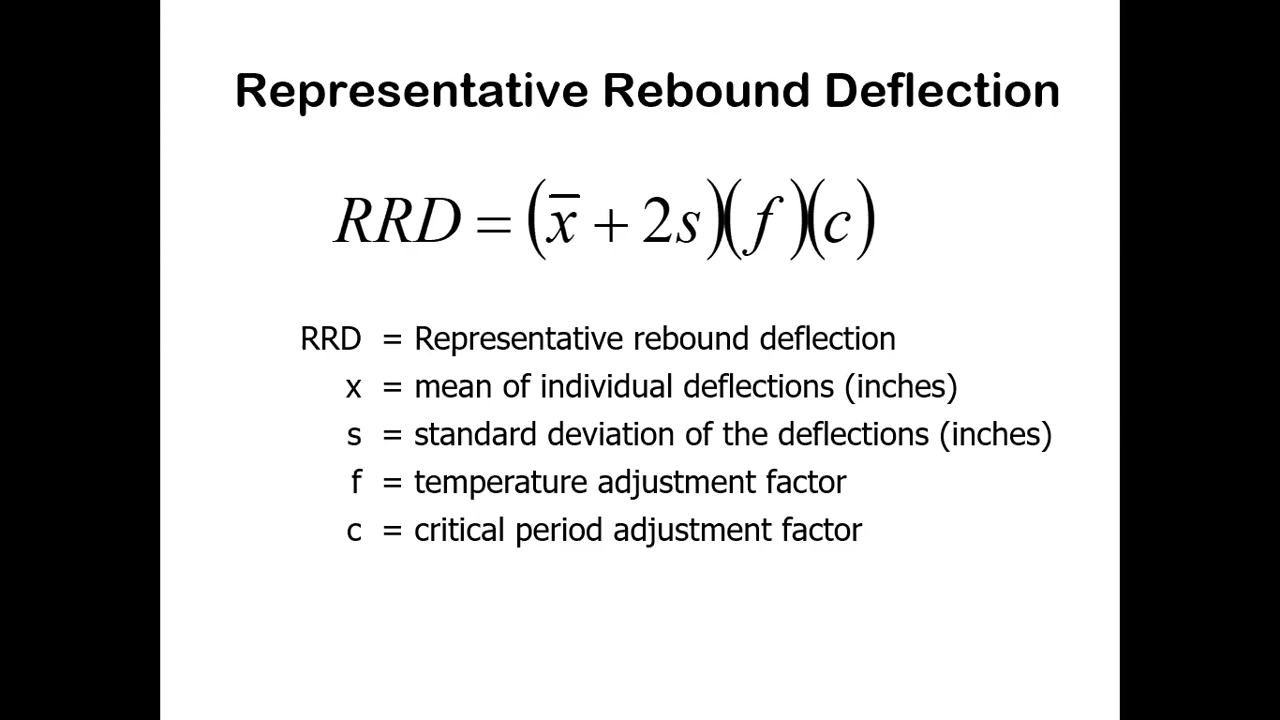 Representative Rebound Deflection
RRD = (x̅ + 2s)(f)(c)
RRD = Representative rebound deflection
x = mean of individual deflections (inches)
s = standard deviation of the deflections (inches)
f = temperature adjustment factor
c = critical period adjustment factor